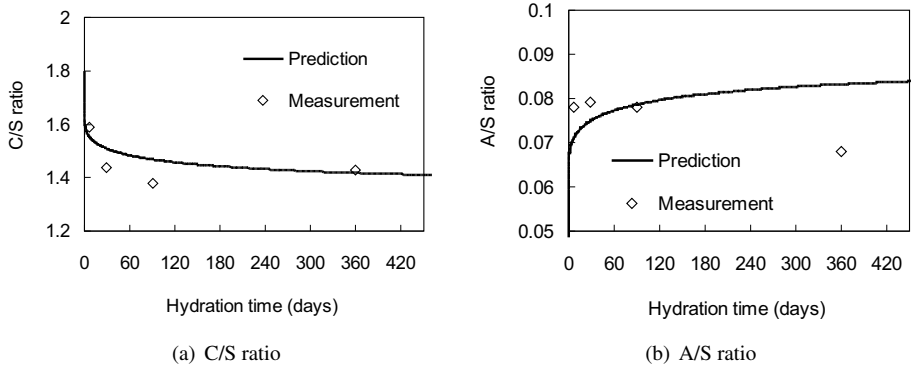 2
1.8
1.6
1.4
1.2
C/S ratio
Prediction
Measurement
0 60 120 180 240 300 360 420
Hydration time (days)
(a) C/S ratio
0.1
0.09
0.08
0.07
0.06
0.05
A/S ratio
Prediction
Measurement
0 60 120 180 240 300 360 420
Hydration time (days)
(b) A/S ratio